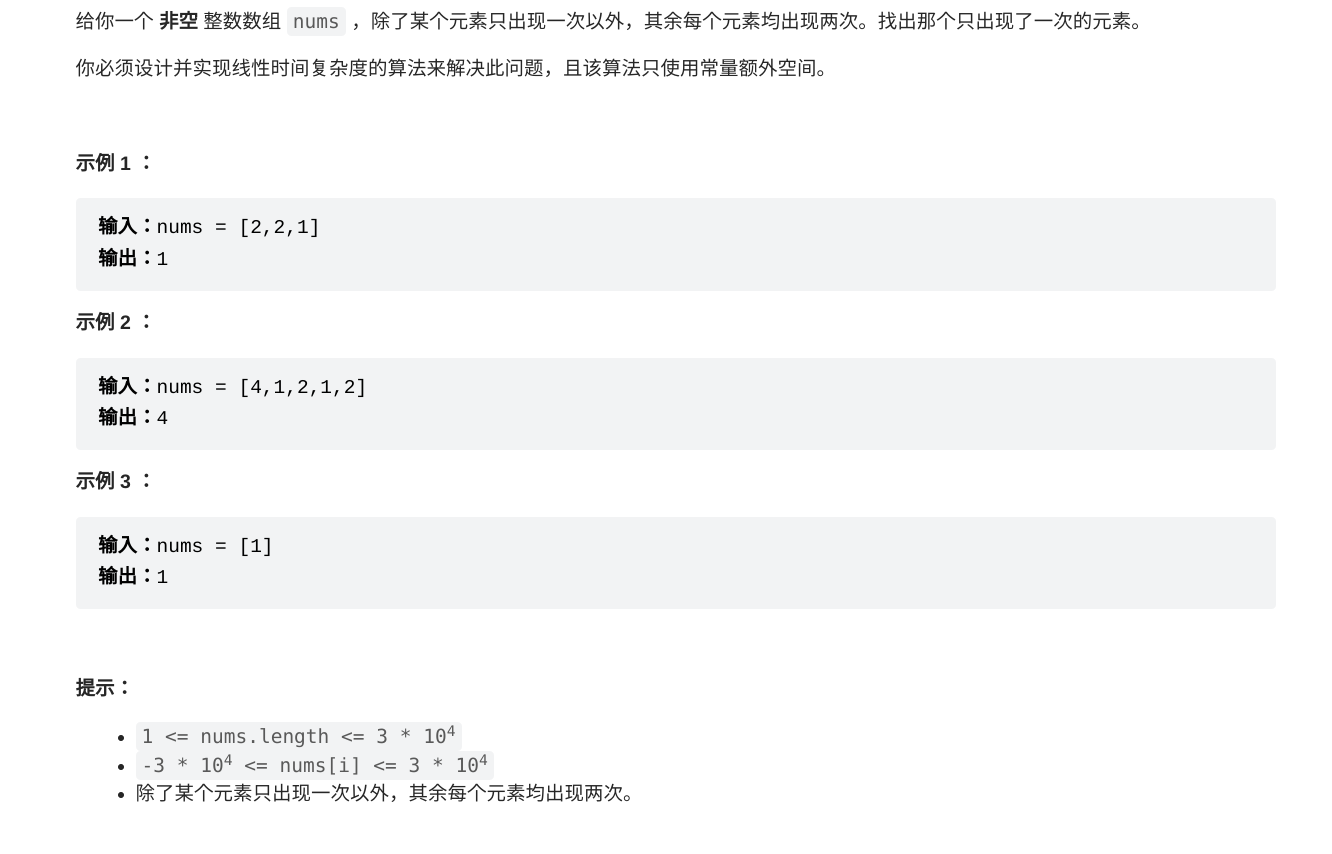 给你一个 非空 整数数组 nums ，除了某个元素只出现一次以外，其余每个元素均出现两次。找出那个只出现了一次的元素。
你必须设计并实现线性时间复杂度的算法来解决此问题，且该算法只使用常量额外空间。
示例 1 ：
输入：nums = [2,2,1]
输出：1
示例 2 ：
输入：nums = [4,1,2,1,2]
输出：4
示例 3 ：
输入：nums = [1]
输出：1
提示：
• 1 <= nums.length <= 3 * 10⁴
• -3 * 10⁴ <= nums[i] <= 3 * 10⁴
• 除了某个元素只出现一次以外，其余每个元素均出现两次。